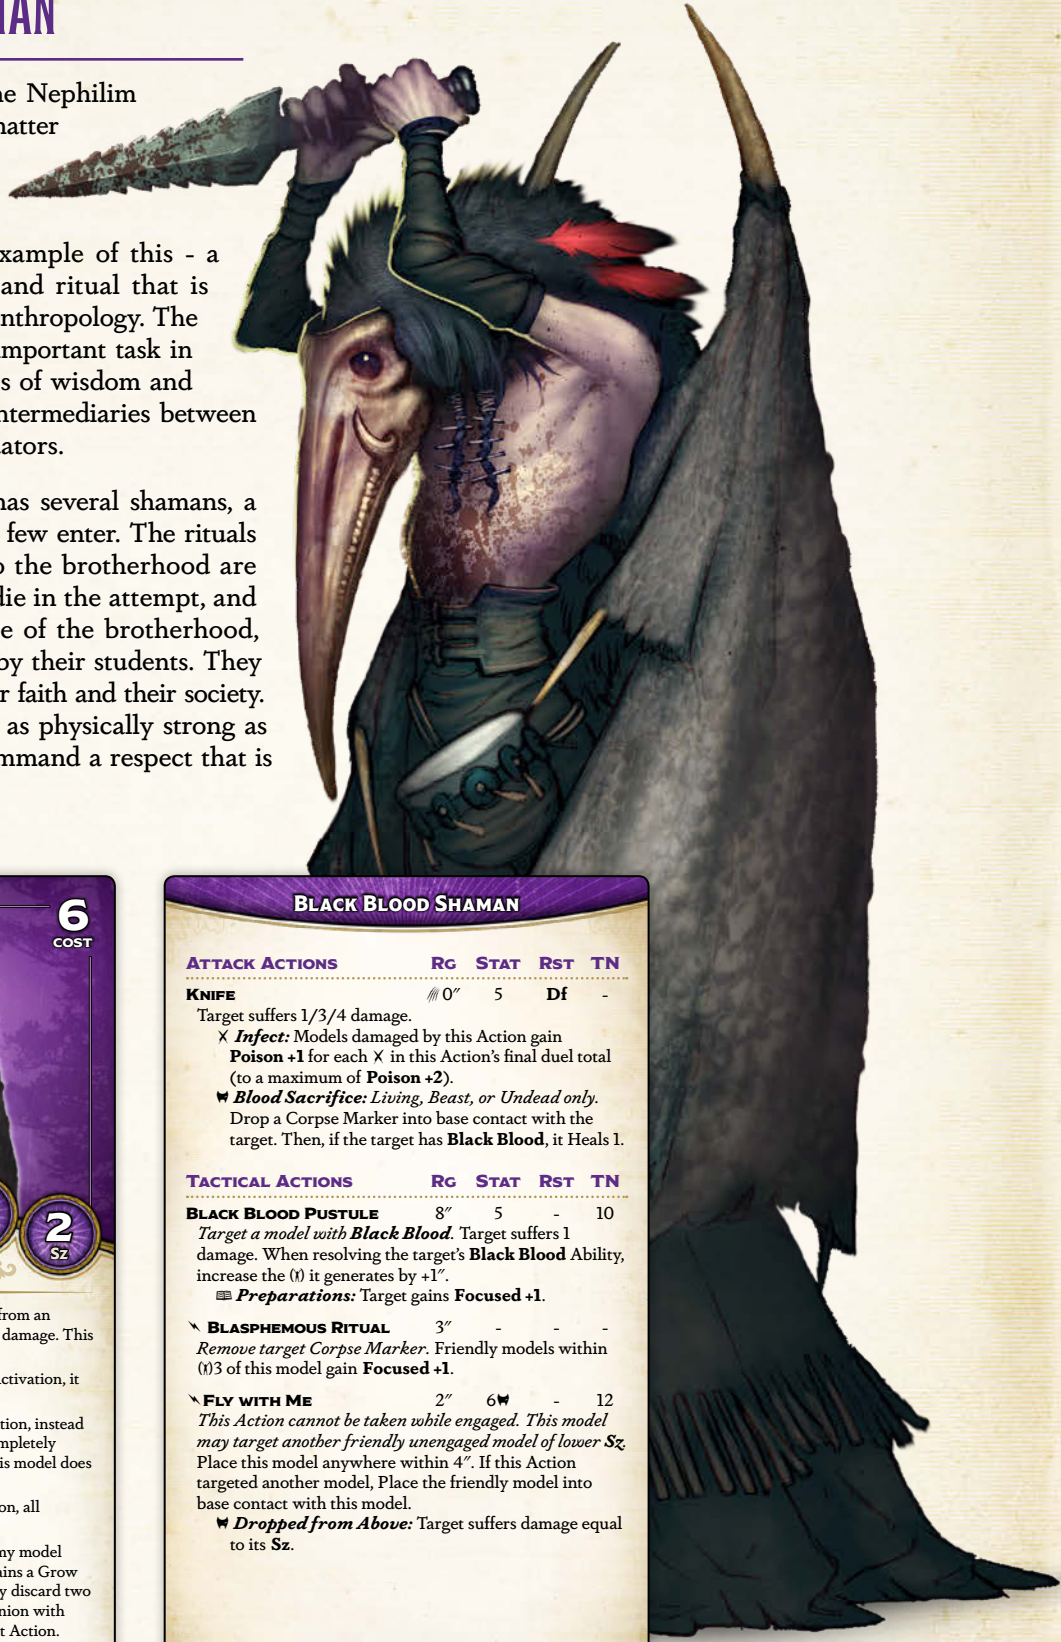 HAN
he Nephilim
hatter
xample of this - a
and ritual that is
nthropology. The
mportant task in
s of wisdom and
ntermediaries between
ators.
has several shamans, a
few enter. The rituals
o the brotherhood are
die in the attempt, and
e of the brotherhood,
by their students. They
r faith and their society.
as physically strong as
mmand a respect that is
6
COST
2
Sz
from an
damage. This
ctivation, it
tion, instead
mpletely
is model does
on, all
my model
ains a Grow
y discard two
nion with
t Action.
BLACK BLOOD SHAMAN
ATTACK ACTIONS RG STAT RST TN
KNIFE 0″ 5 Df -
Target suffers 1/3/4 damage.
Infect: Models damaged by this Action gain
Poison +1 for each in this Action's final duel total
(to a maximum of Poison +2).
Blood Sacrifice: Living, Beast, or Undead only.
Drop a Corpse Marker into base contact with the
target. Then, if the target has Black Blood, it Heals 1.
TACTICAL ACTIONS RG STAT RST TN
BLACK BLOOD PUSTULE 8″ 5 - 10
Target a model with Black Blood. Target suffers 1
damage. When resolving the target's Black Blood Ability,
increase the it generates by +1″.
Preparations: Target gains Focused +1.
BLASPHEMOUS RITUAL 3″ - - -
Remove target Corpse Marker. Friendly models within
3 of this model gain Focused +1.
FLY WITH ME 2″ 6 - 12
This Action cannot be taken while engaged. This model
may target another friendly unengaged model of lower Sz.
Place this model anywhere within 4″. If this Action
targeted another model, Place the friendly model into
base contact with this model.
Dropped from Above: Target suffers damage equal
to its Sz.